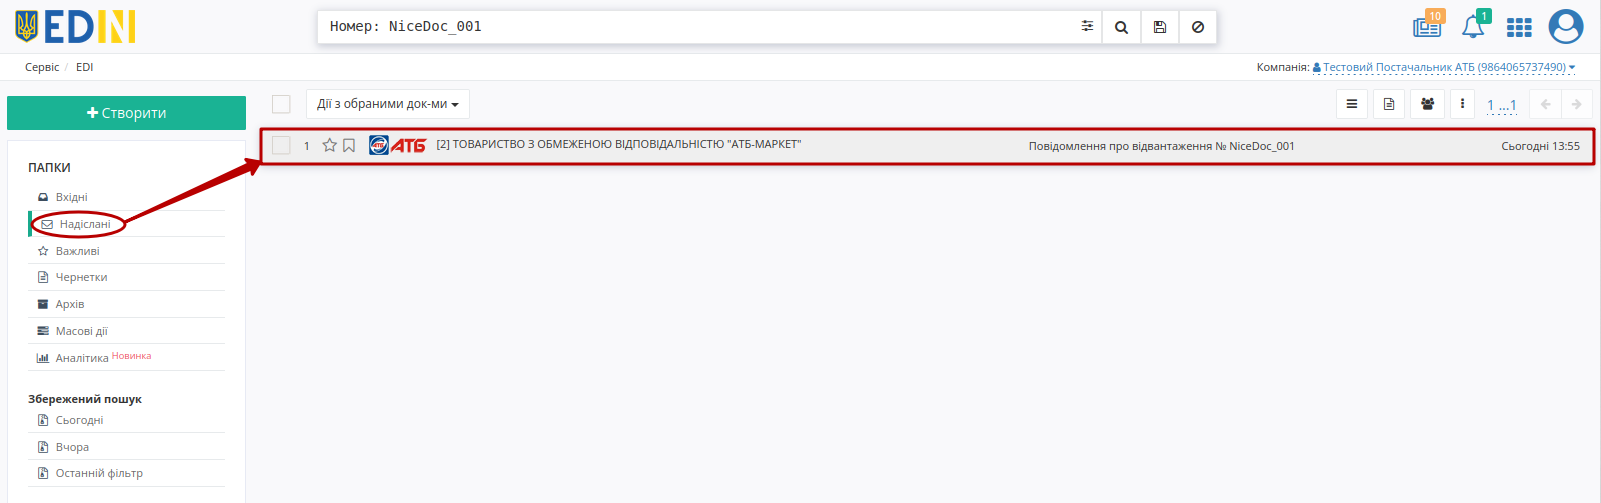 EDIN
Номер: NiceDoc_001
10
1
Сервіс / EDI
Компанія: Тестовий Постачальник АТБ (9864065737490)
Створити
Дії з обраними док-ми
1 ...1
1 АТБ [2] ТОВАРИСТВО З ОБМЕЖЕНОЮ ВІДПОВІДАЛЬНІСТЮ "АТБ-МАРКЕТ" Повідомлення про відвантаження № NiceDoc_001 Сьогодні 13:55
ПАПКИ
Вхідні
Надіслані
Важливі
Чернетки
Архів
Масові дії
Аналітика Новинка
Збережений пошук
Сьогодні
Вчора
Останній фільтр